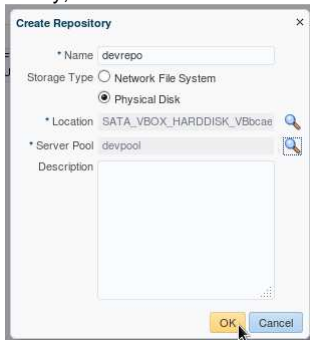 Create Repository ×
* Name devrepo
Storage Type Network File System
Physical Disk
* Location SATA_VBOX_HARDDISK_VBbcae
* Server Pool devpool
Description
OK Cancel